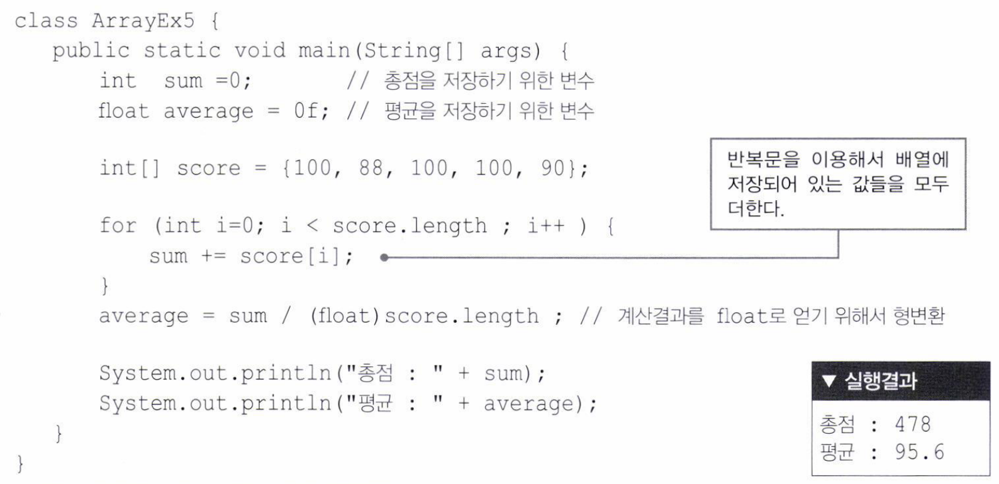 class ArrayEx5 {
public static void main(String[] args) {
int sum =0; // 총점을 저장하기 위한 변수
float average = 0f; // 평균을 저장하기 위한 변수
int[] score = {100, 88, 100, 100, 90};
반복문을 이용해서 배열에
저장되어 있는 값들을 모두
더한다.
for (int i=0; i < score.length ; i++ ) {
sum += score[i];
}
average = sum / (float)score.length ; // 계산결과를 float로 얻기 위해서 형변환
System.out.println("총점 : " + sum);
System.out.println("평균 : " + average);
}
}
▼ 실행결과
총점 : 478
평균 : 95.6